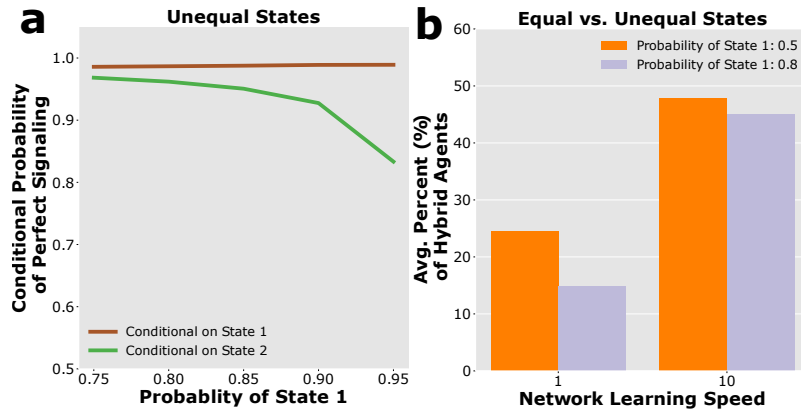 a
Unequal States
Conditional Probability
of Perfect Signaling
1.0
0.9
0.8
0.7
0.6
0.5
Conditional on State 1
Conditional on State 2
0.75 0.80 0.85 0.90 0.95
Probablity of State 1
b
Equal vs. Unequal States
Avg. Percent (%)
of Hybrid Agents
60
50
40
30
20
10
0
Probability of State 1: 0.5
Probability of State 1: 0.8
1 10
Network Learning Speed